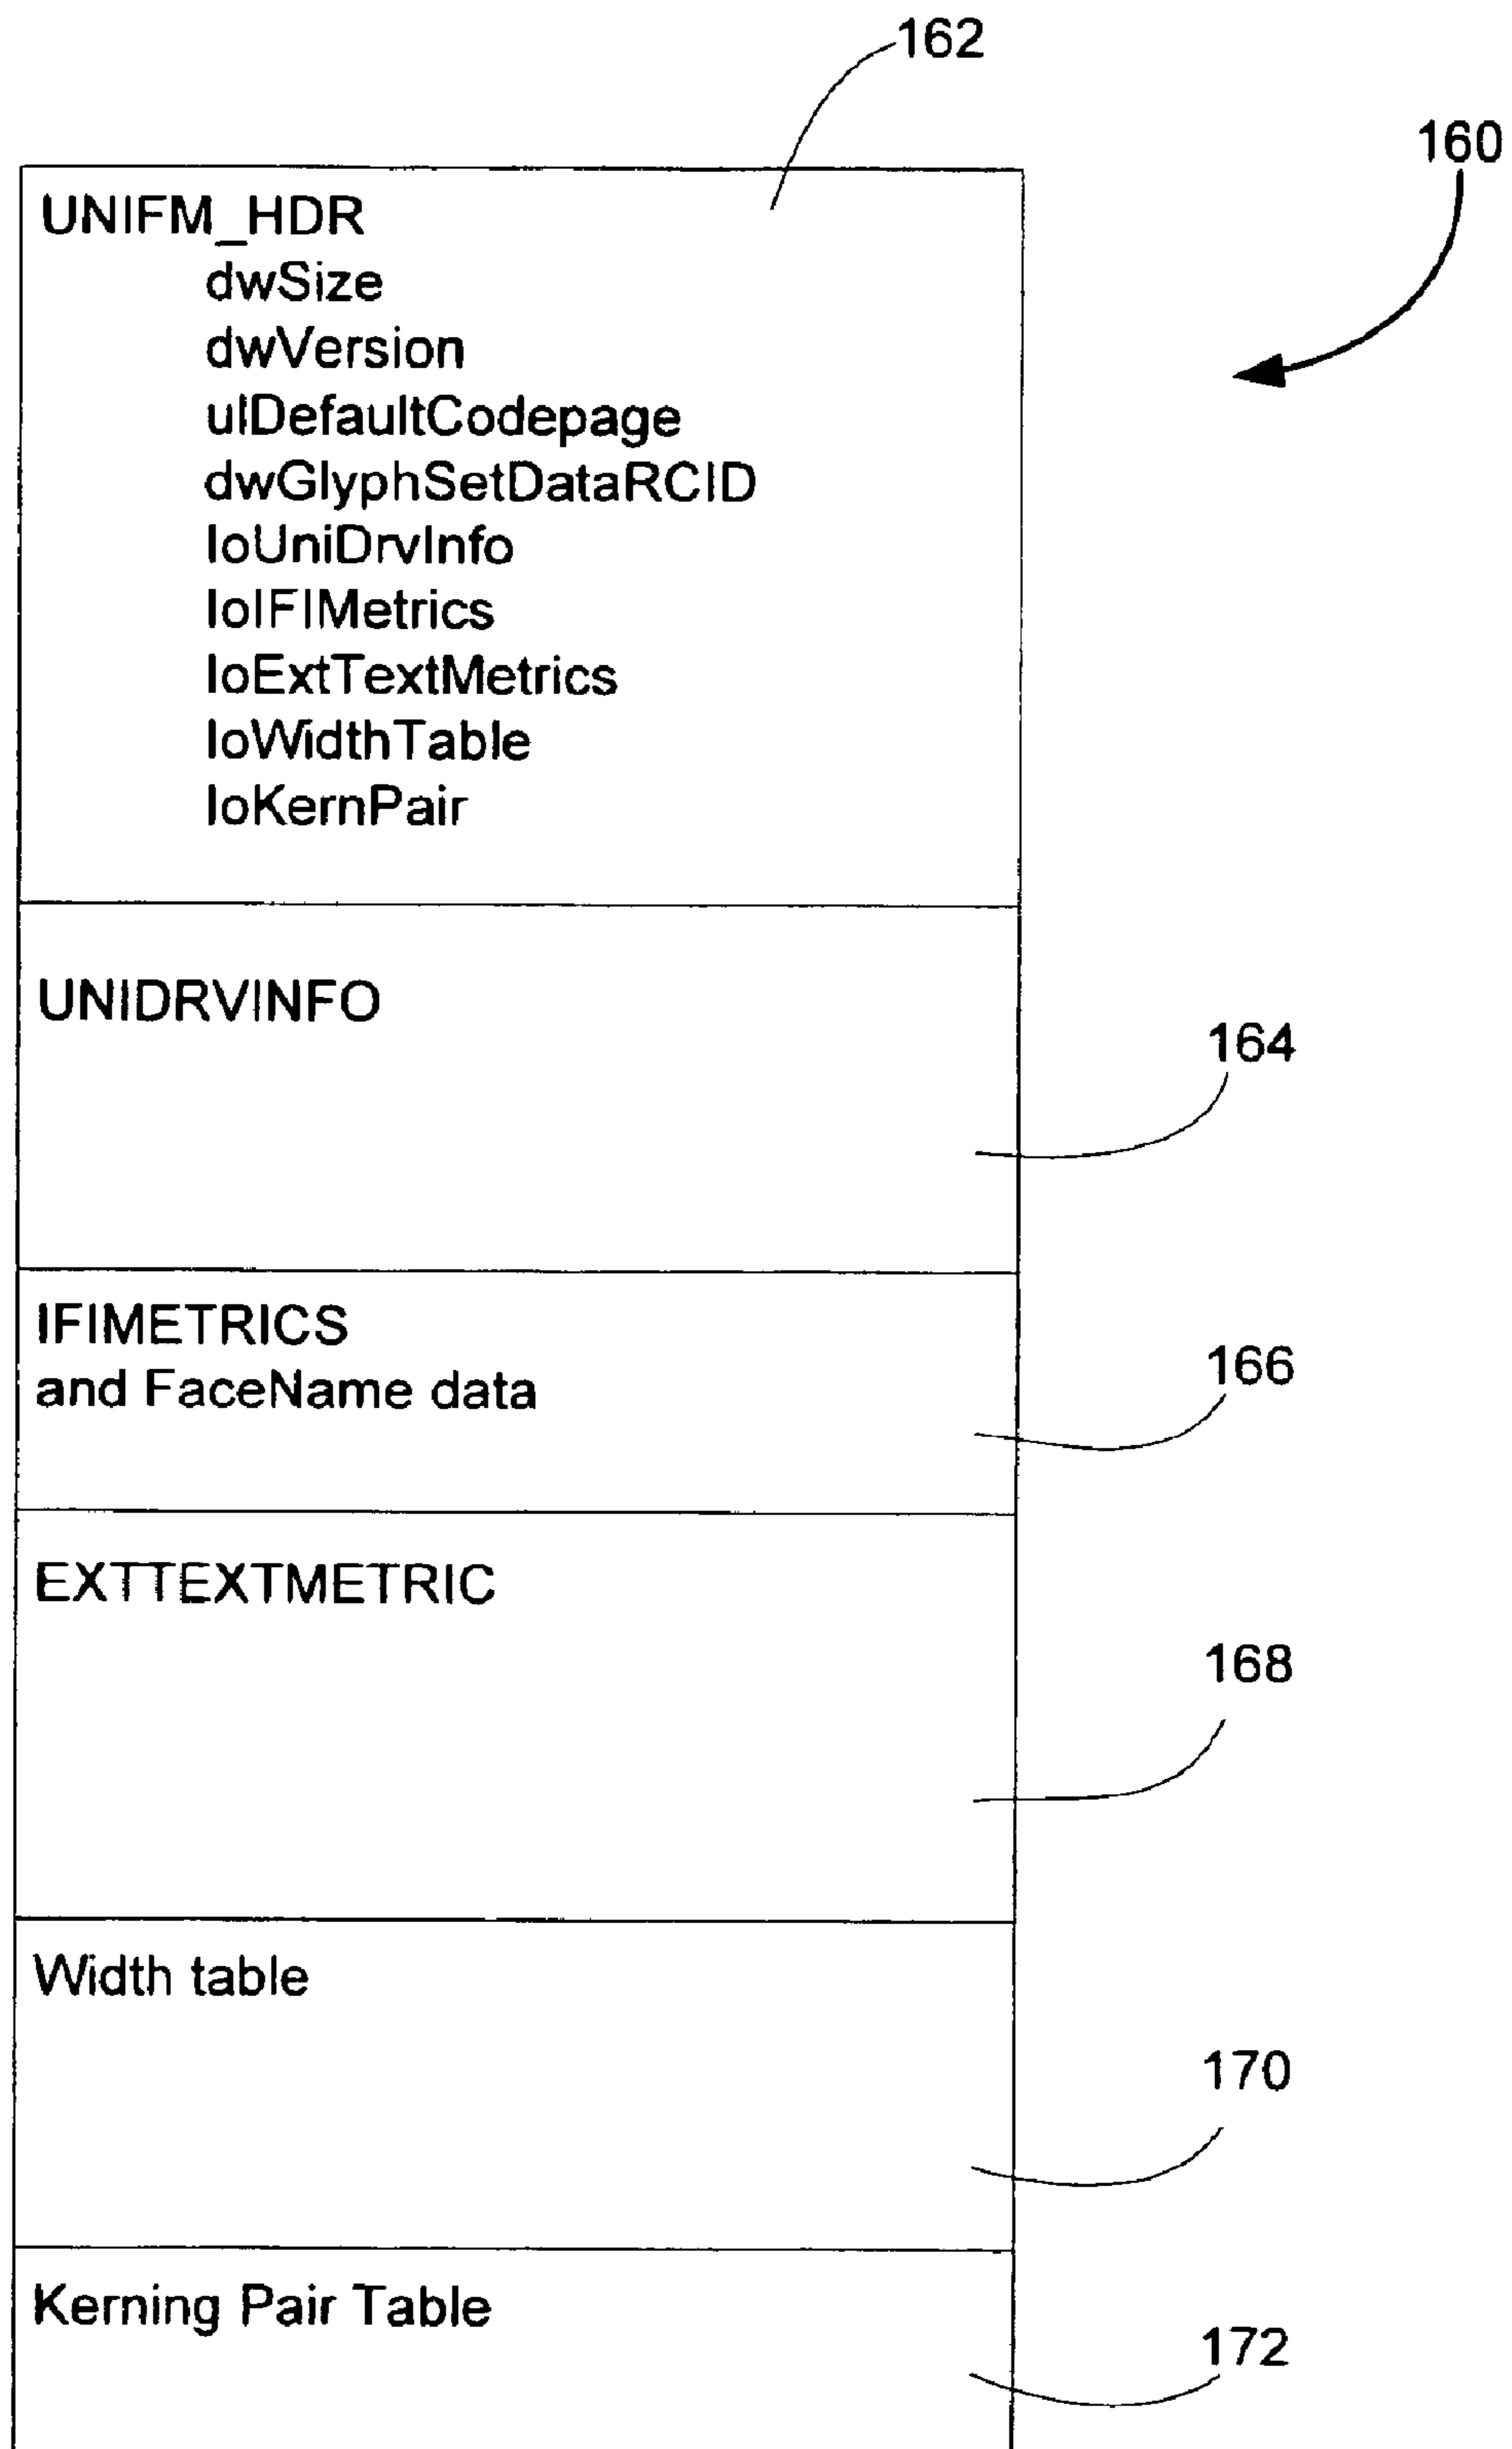 162
160
UNIFM_HDR
dwSize
dwVersion
ulDefaultCodepage
dwGlyphSetDataRCID
loUniDrvInfo
loIFIMetrics
loExtTextMetrics
loWidthTable
loKernPair
UNIDRVINFO
164
IFIMETRICS
and FaceName data
166
EXTTEXTMETRIC
168
Width table
170
Kerning Pair Table
172